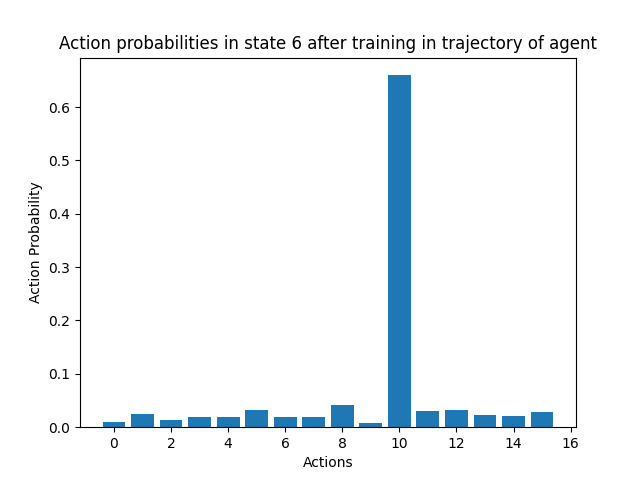 Action probabilities in state 6 after training in trajectory of agent
Action Probability
0.6
0.5
0.4
0.3
0.2
0.1
0.0
0 2 4 6 8 10 12 14 16
Actions